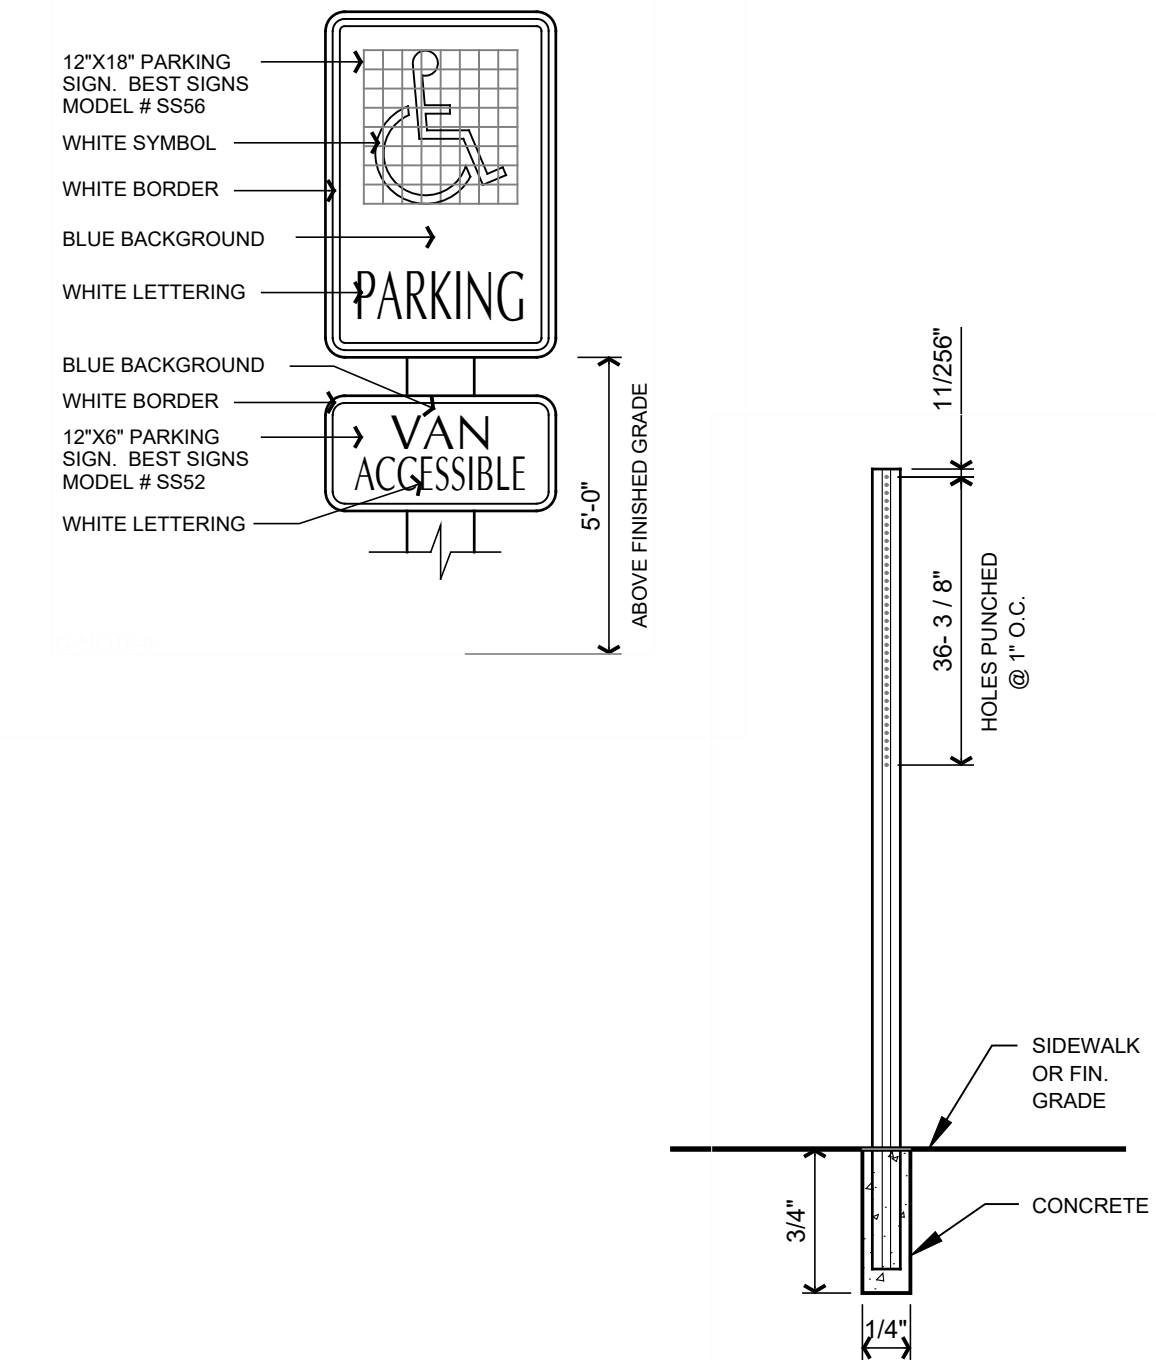 12"X18" PARKING
SIGN. BEST SIGNS
MODEL # SS56
WHITE SYMBOL
WHITE BORDER
BLUE BACKGROUND
WHITE LETTERING
PARKING
BLUE BACKGROUND
WHITE BORDER
12"X6" PARKING
SIGN. BEST SIGNS
MODEL # SS52
WHITE LETTERING
VAN
ACCESSIBLE
5'-0"
ABOVE FINISHED GRADE
11/256"
36- 3 / 8"
HOLES PUNCHED
@ 1" O.C.
SIDEWALK
OR FIN.
GRADE
CONCRETE
3/4"
1/4"